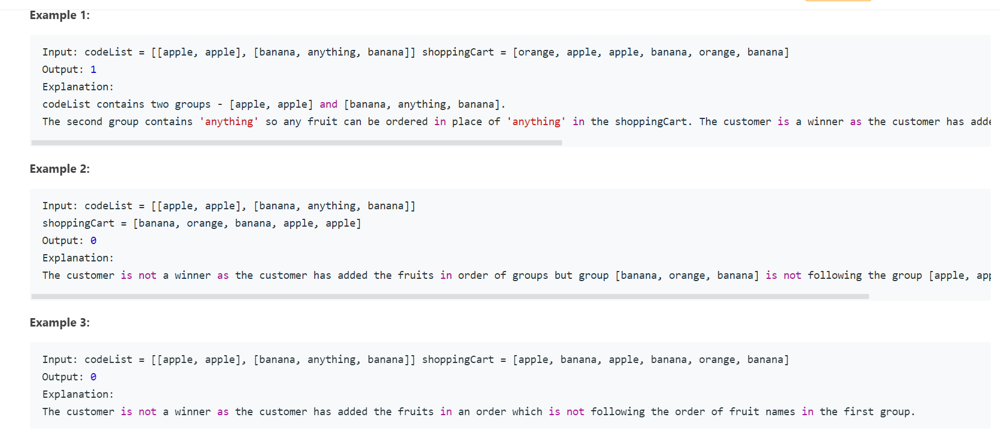 Example 1:
Input: codeList = [[apple, apple], [banana, anything, banana]] shoppingCart = [orange, apple, apple, banana, orange, banana]
Output: 1
Explanation:
codeList contains two groups - [apple, apple] and [banana, anything, banana].
The second group contains 'anything' so any fruit can be ordered in place of 'anything' in the shoppingCart. The customer is a winner as the customer has
Example 2:
Input: codeList = [[apple, apple], [banana, anything, banana]]
shoppingCart = [banana, orange, banana, apple, apple]
Output: 0
Explanation:
The customer is not a winner as the customer has added the fruits in order of groups but group [banana, orange, banana] is not following the group [apple,
Example 3:
Input: codeList = [[apple, apple], [banana, anything, banana]] shoppingCart = [apple, banana, apple, banana, orange, banana]
Output: 0
Explanation:
The customer is not a winner as the customer has added the fruits in an order which is not following the order of fruit names in the first group.